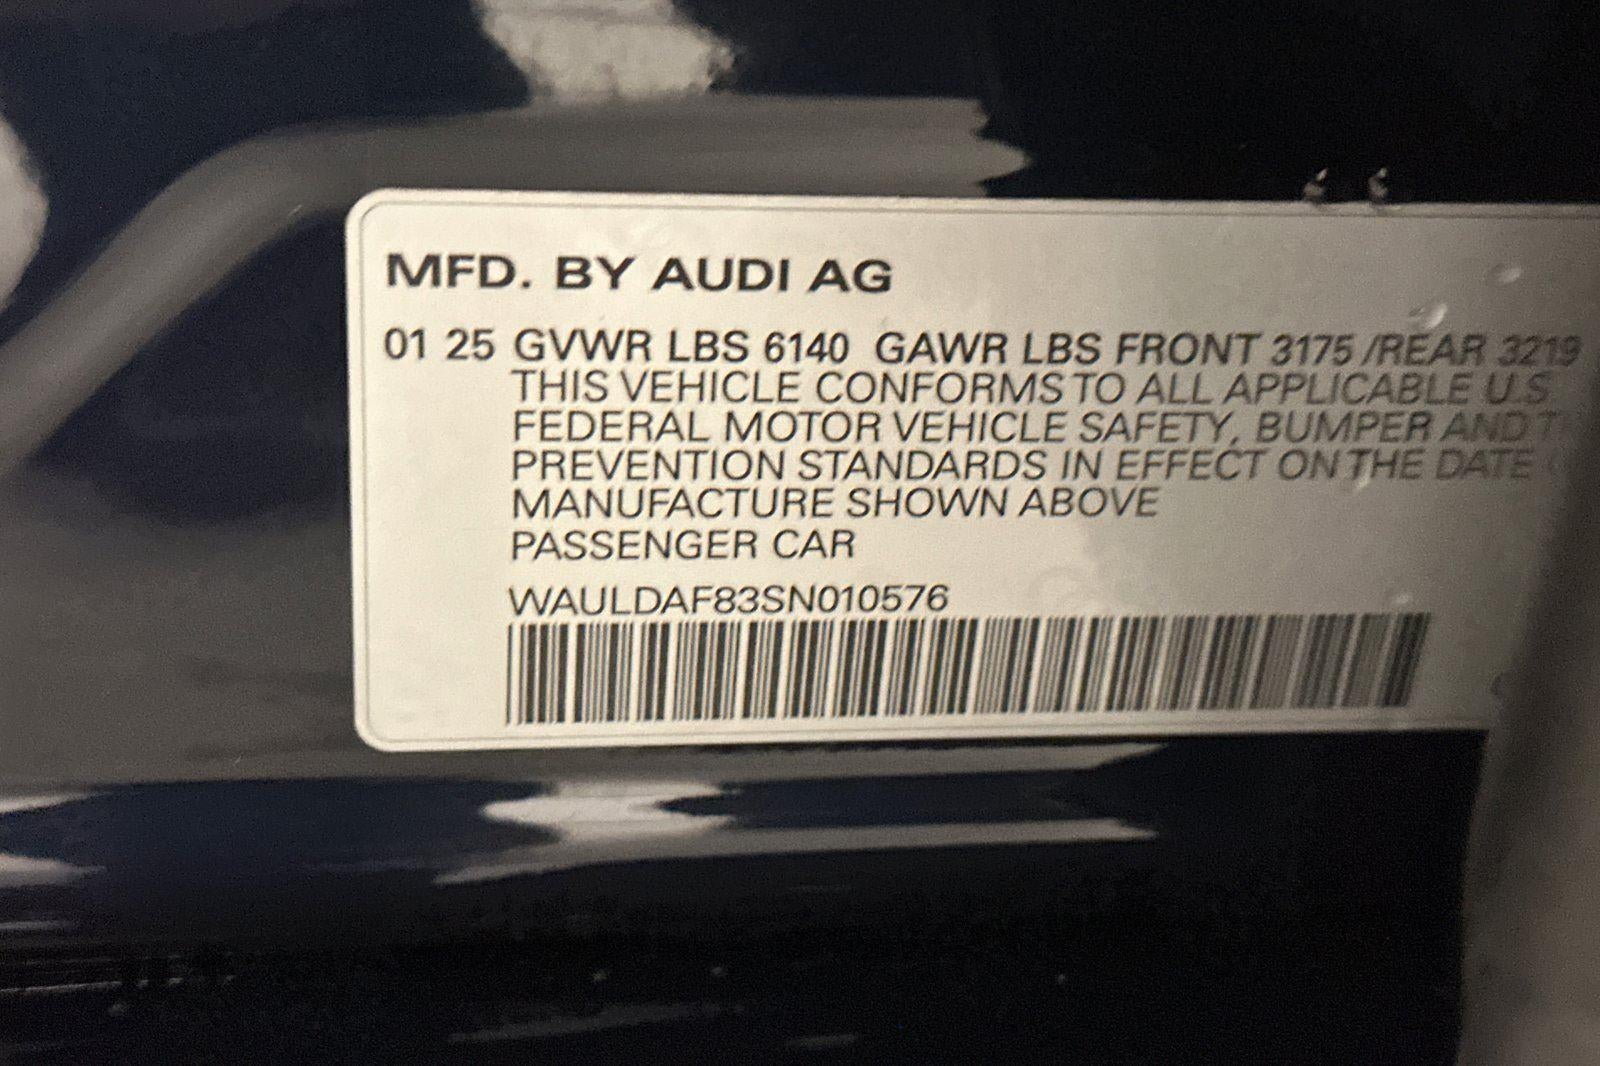 MFD. BY AUDI AG
01 25 GVWR LBS 6140 GAWR LBS FRONT 3175 /REAR 3219
THIS VEHICLE CONFORMS TO ALL APPLICABLE U.S.
FEDERAL MOTOR VEHICLE SAFETY, BUMPER AND
PREVENTION STANDARDS IN EFFECT ON THE DATE
MANUFACTURE SHOWN ABOVE
PASSENGER CAR
WAULDAF83SN010576